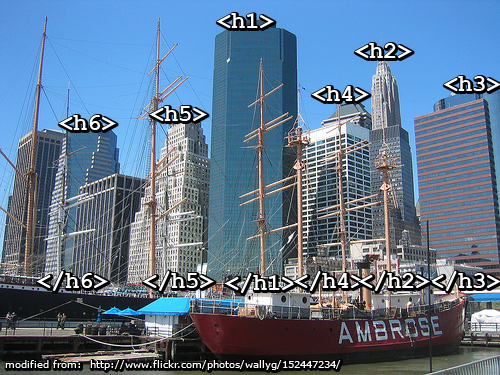 <h1>
<h2>
<h3>
<h4>
<h5>
<h6>
</h6> </h5> </h1> </h4> </h2> </h3>
AMBROSE
modified from: http://www.flickr.com/photos/wallyg/152447234/